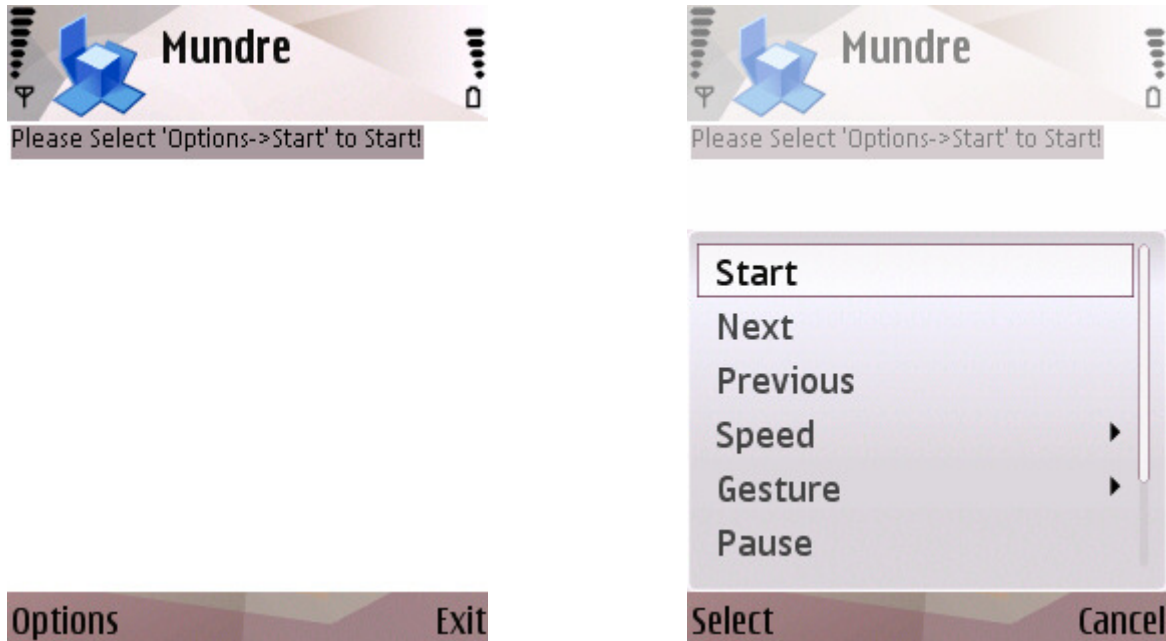 Mundre
Please Select 'Options->Start' to Start!
Options
Exit
Mundre
Please Select 'Options->Start' to Start!
Start
Next
Previous
Speed
Gesture
Pause
Select
Cancel